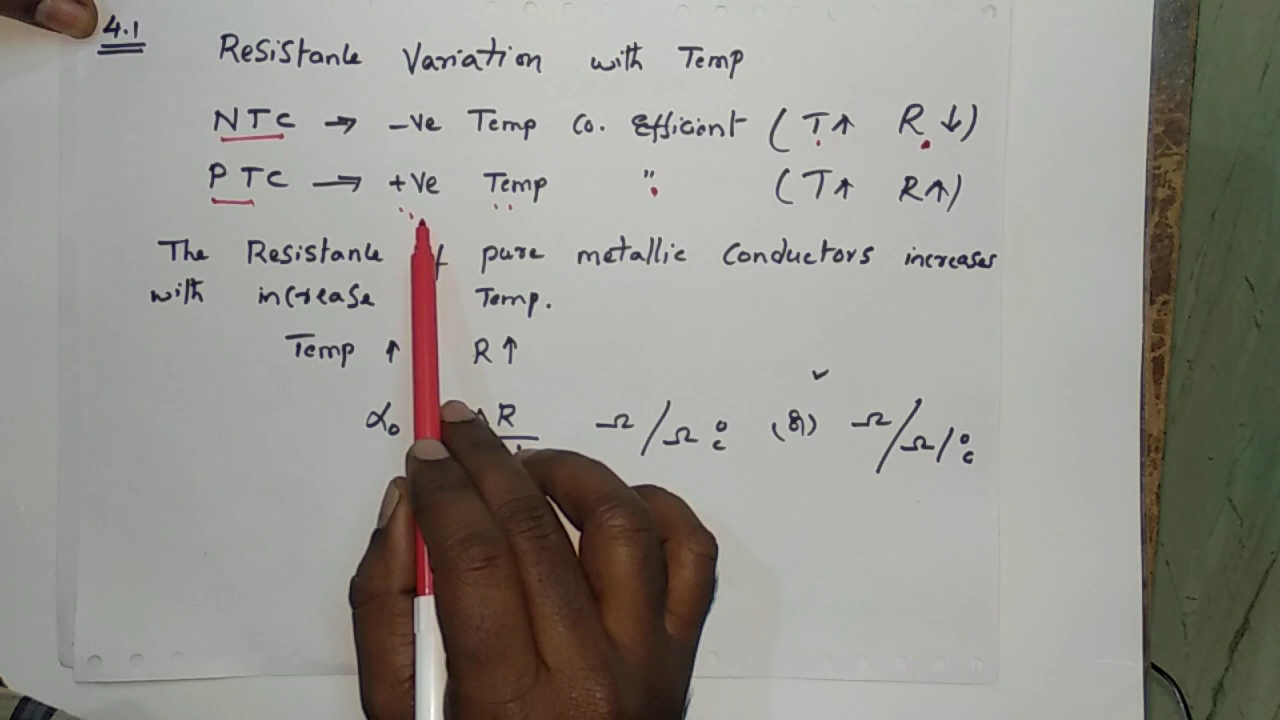 4.1
Resistance Variation with Temp
NTC → -Ve Temp Co. Efficient (T↑ R↓)
PTC → +Ve Temp " (T↑ R↑)
The Resistance pure metallic Conductors increases
with increase Temp.
Temp ↑ R↑
α₀ R Ω/Ω °C (or) Ω/Ω/°C